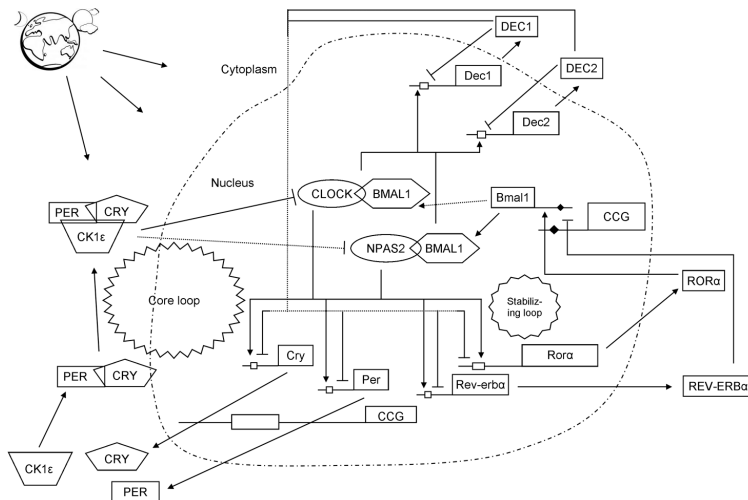 DEC1
Cytoplasm
DEC2
Dec1
Dec2
Nucleus
CLOCK
BMAL1
Bmal1
PER
CRY
CCG
CK1ε
NPAS2
BMAL1
RORα
Core loop
Stabiliz-
ing loop
Cry
Rorα
PER
CRY
Per
Rev-erbα
REV-ERBα
CCG
CK1ε
CRY
PER